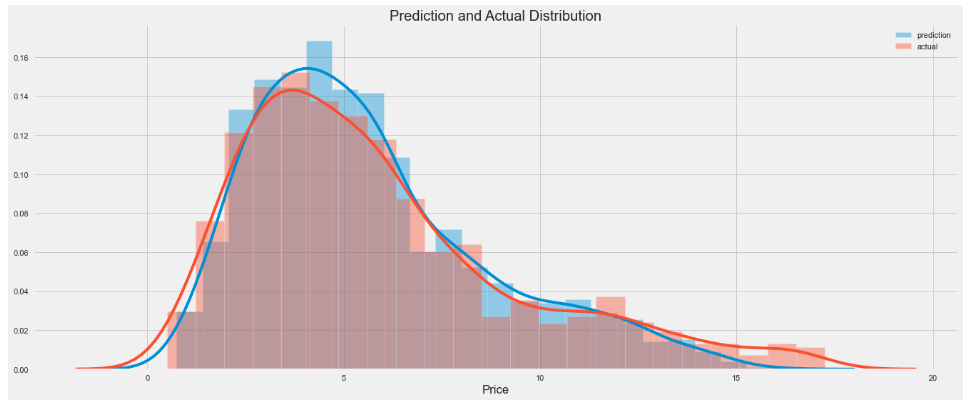 Prediction and Actual Distribution
prediction
actual
0.16
0.14
0.12
0.10
0.08
0.06
0.04
0.02
0.00
0 5 10 15 20
Price